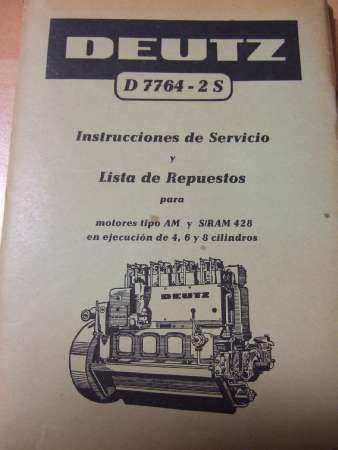 DEUTZ
D 7764 - 2 S
Instrucciones de Servicio
y
Lista de Repuestos
para
motores tipo AM y S/RAM 428
en ejecución de 4, 6 y 8 cilindros
DEUTZ